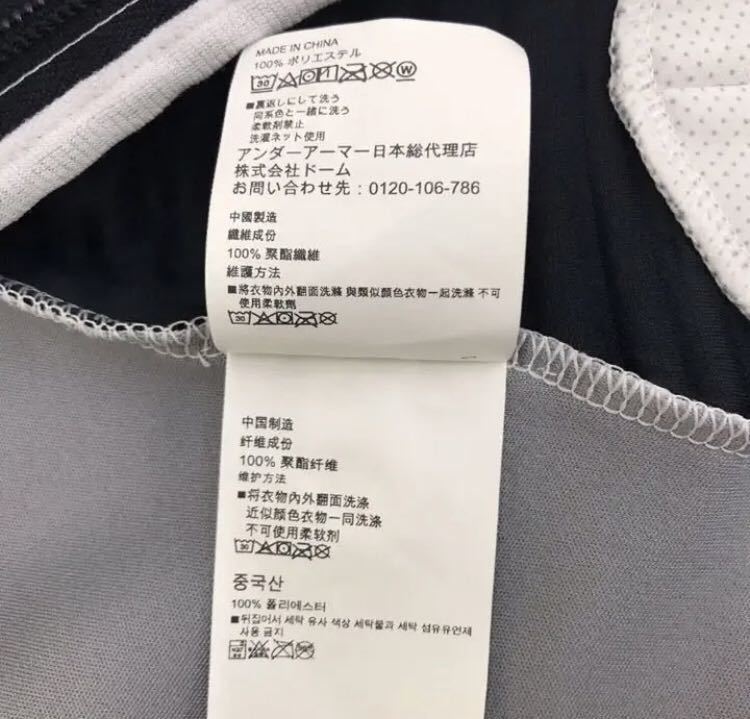 MADE IN CHINA
100% ポリエステル
30 W
■裏返しにして洗う
同系色と一緒に洗う
柔軟剤禁止
洗濯ネット使用
アンダーアーマー日本総代理店
株式会社ドーム
お問い合わせ先：0120-106-786
中國製造
纖維成份
100% 聚酯纖維
維護方法
■將衣物內外翻面洗滌 與類似顏色衣物一起洗滌 不可
使用柔軟劑
30
中国制造
纤维成份
100% 聚酯纤维
维护方法
■将衣物内外翻面洗涤
近似颜色衣物一同洗涤
不可使用柔软剂
30
중국산
100% 폴리에스터
■뒤집어서 세탁 유사 색상 세탁물과 세탁 섬유유연제
사용 금지